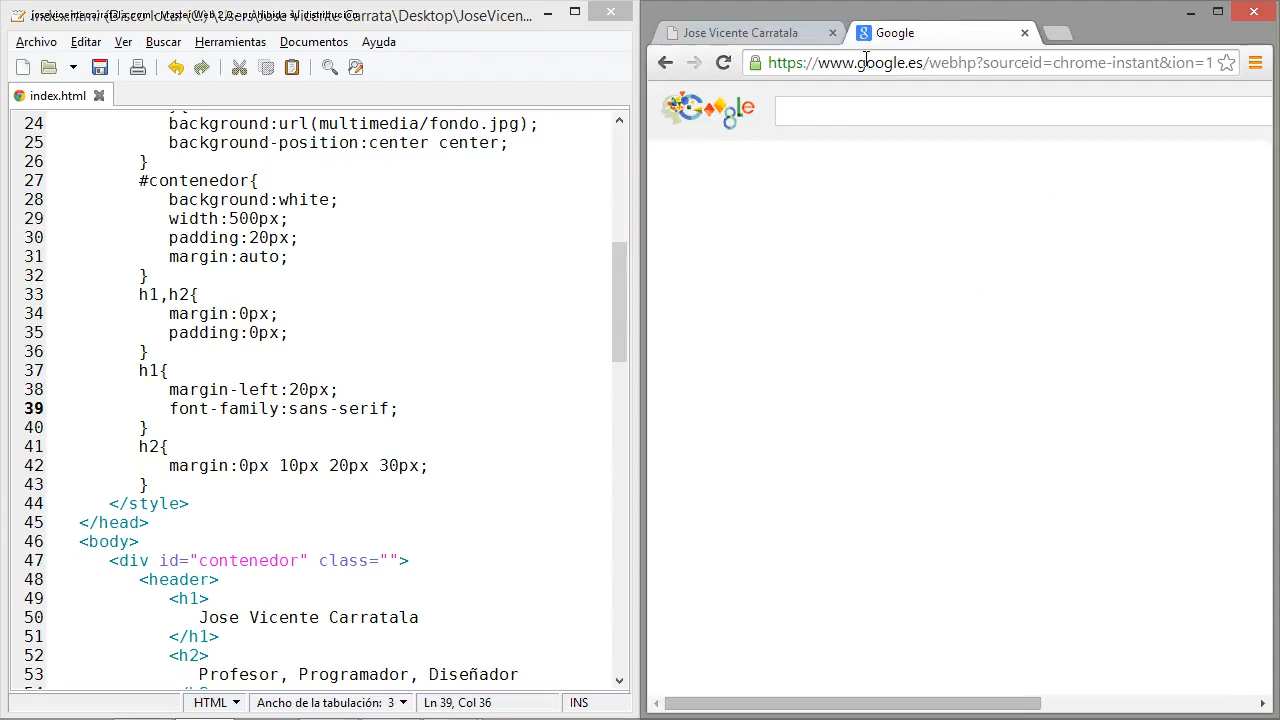 Archivo Editar Ver Buscar Herramientas Documentos Ayuda
index.html
24 background:url(multimedia/fondo.jpg);
25 background-position:center center;
26 }
27 #contenedor{
28 background:white;
29 width:500px;
30 padding:20px;
31 margin:auto;
32 }
33 h1,h2{
34 margin:0px;
35 padding:0px;
36 }
37 h1{
38 margin-left:20px;
39 font-family:sans-serif;
40 }
41 h2{
42 margin:0px 10px 20px 30px;
43 }
44 </style>
45 </head>
46 <body>
47 <div id="contenedor" class="">
48 <header>
49 <h1>
50 Jose Vicente Carratala
51 </h1>
52 <h2>
53 Profesor, Programador, Diseñador
HTML Ancho de la tabulación: 3 Ln 39, Col 36 INS
Jose Vicente Carratala Google
https://www.google.es/webhp?sourceid=chrome-instant&ion=1
Google